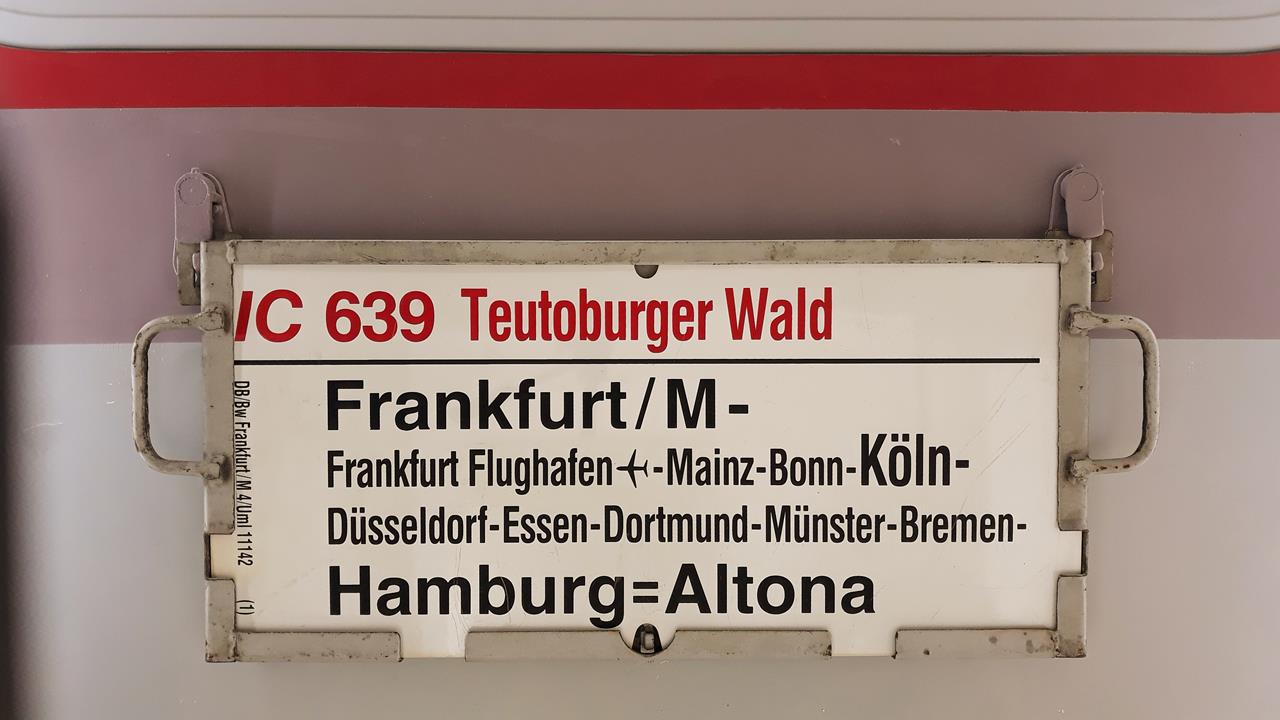 IC 639 Teutoburger Wald
Frankfurt/M-
Frankfurt Flughafen✈-Mainz-Bonn-Köln-
Düsseldorf-Essen-Dortmund-Münster-Bremen-
Hamburg=Altona
DB/Bw Frankfurt/M 4/Uml 11142 (1)